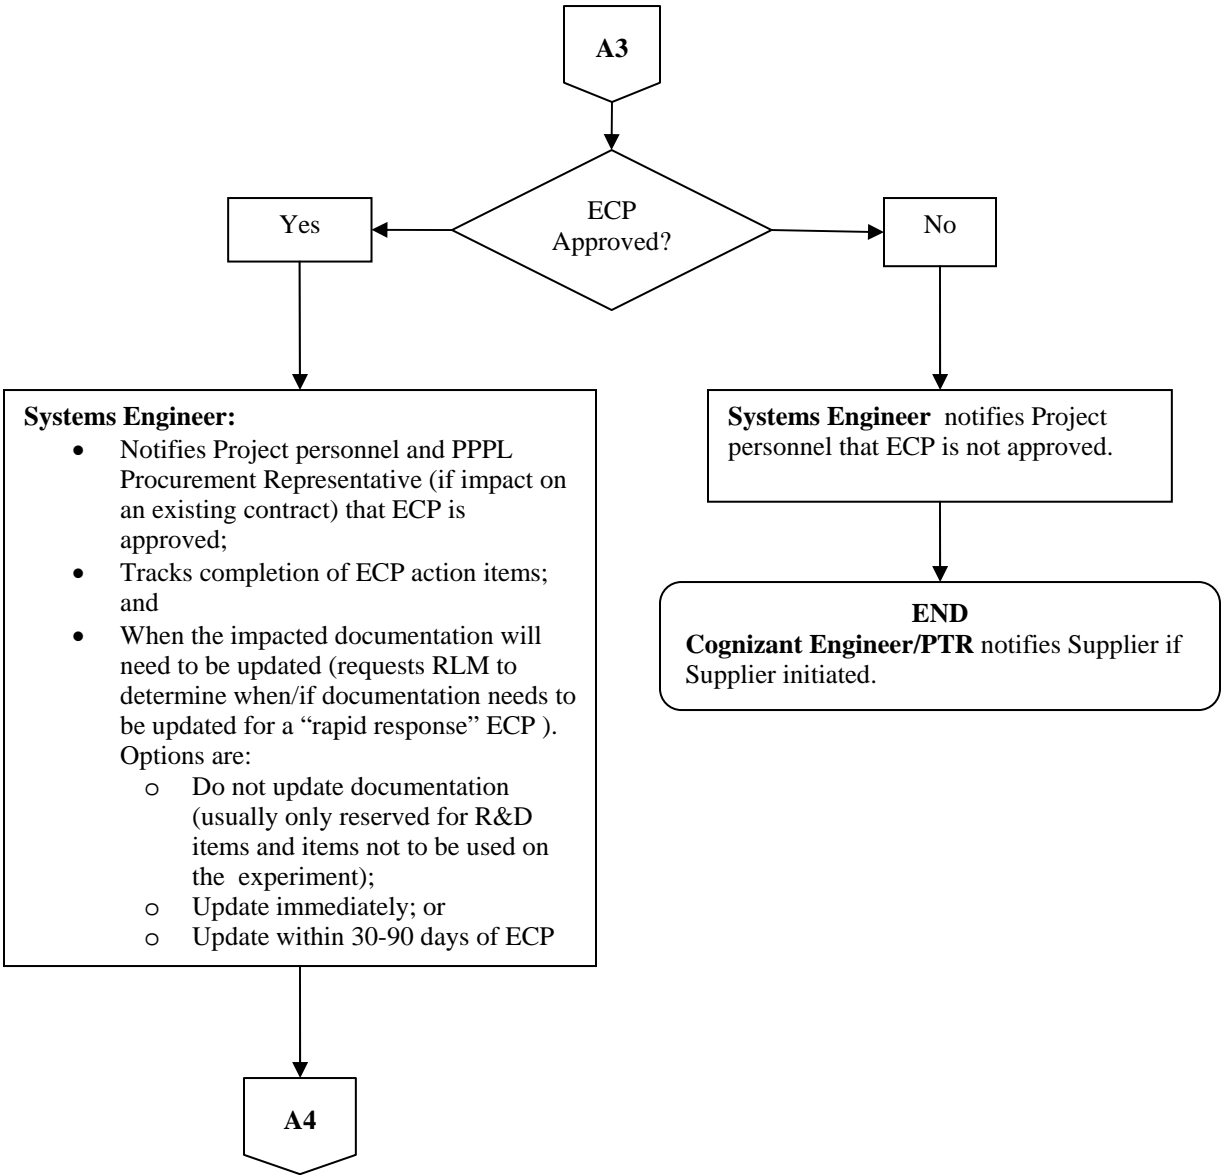 A3
ECP
Approved?
Yes
No
Systems Engineer:
• Notifies Project personnel and PPPL
Procurement Representative (if impact on
an existing contract) that ECP is
approved;
• Tracks completion of ECP action items;
and
• When the impacted documentation will
need to be updated (requests RLM to
determine when/if documentation needs to
be updated for a “rapid response” ECP ).
Options are:
o Do not update documentation
(usually only reserved for R&D
items and items not to be used on
the experiment);
o Update immediately; or
o Update within 30-90 days of ECP
Systems Engineer notifies Project
personnel that ECP is not approved.
END
Cognizant Engineer/PTR notifies Supplier if
Supplier initiated.
A4